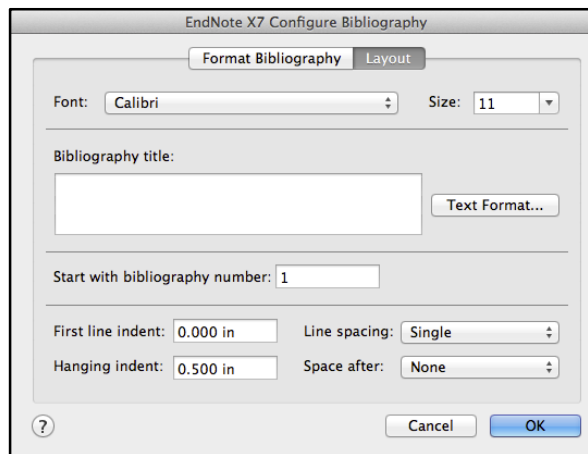 EndNote X7 Configure Bibliography
Format Bibliography Layout
Font: Calibri Size: 11
Bibliography title:
Text Format...
Start with bibliography number: 1
First line indent: 0.000 in Line spacing: Single
Hanging indent: 0.500 in Space after: None
? Cancel OK